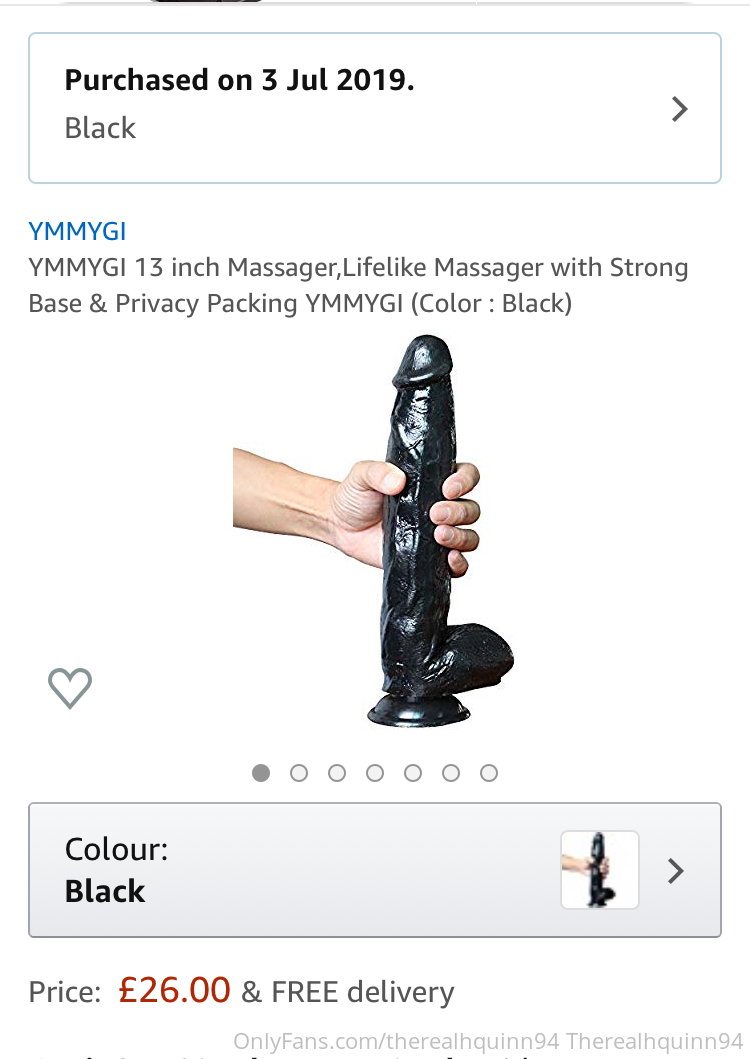 Purchased on 3 Jul 2019.
Black
YMMYGI
YMMYGI 13 inch Massager,Lifelike Massager with Strong
Base & Privacy Packing YMMYGI (Color : Black)
Colour:
Black
Price: £26.00 & FREE delivery
OnlyFans.com/therealhquinn94 Therealhquinn94